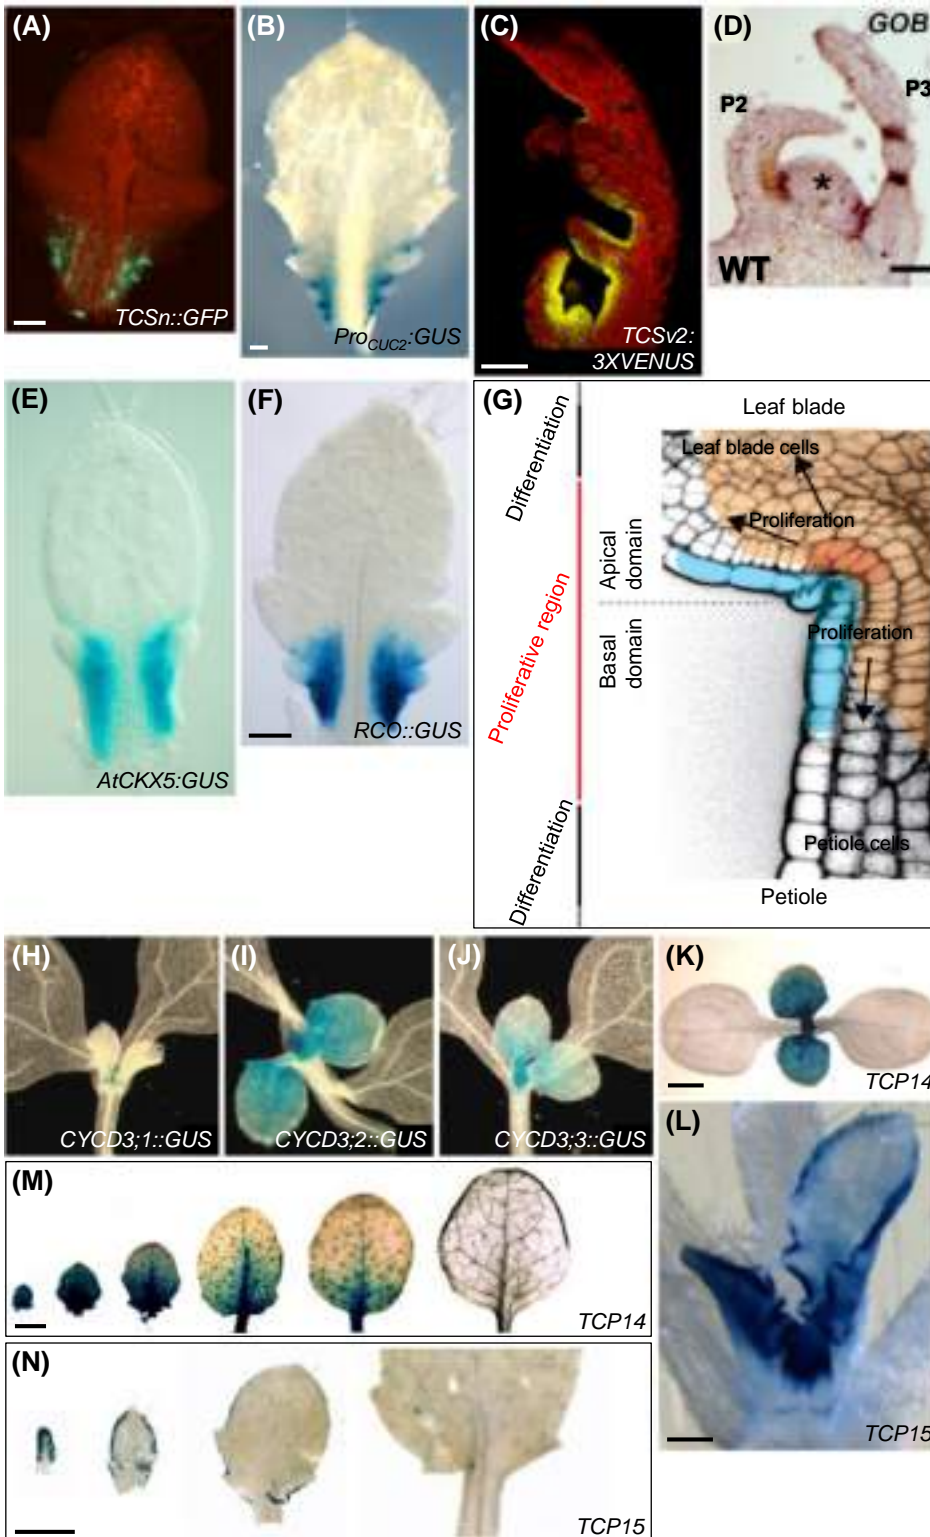 (A)
TCSn::GFP
(B)
ProCUC2:GUS
(C)
TCSv2:
3XVENUS
(D)
GOB
P2
P3
*
WT
(E)
AtCKX5:GUS
(F)
RCO::GUS
(G)
Leaf blade
Differentiation
Proliferative region
Differentiation
Apical
domain
Basal
domain
Leaf blade cells
Proliferation
Proliferation
Petiole cells
Petiole
(H)
CYCD3;1::GUS
(I)
CYCD3;2::GUS
(J)
CYCD3;3::GUS
(K)
TCP14
(L)
TCP15
(M)
TCP14
(N)
TCP15